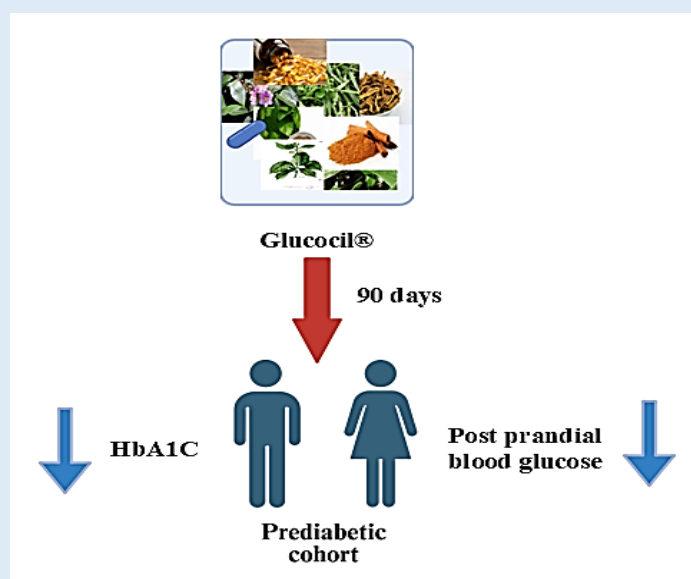 Glucocil®
90 days
HbA1C
Post prandial
blood glucose
Prediabetic
cohort